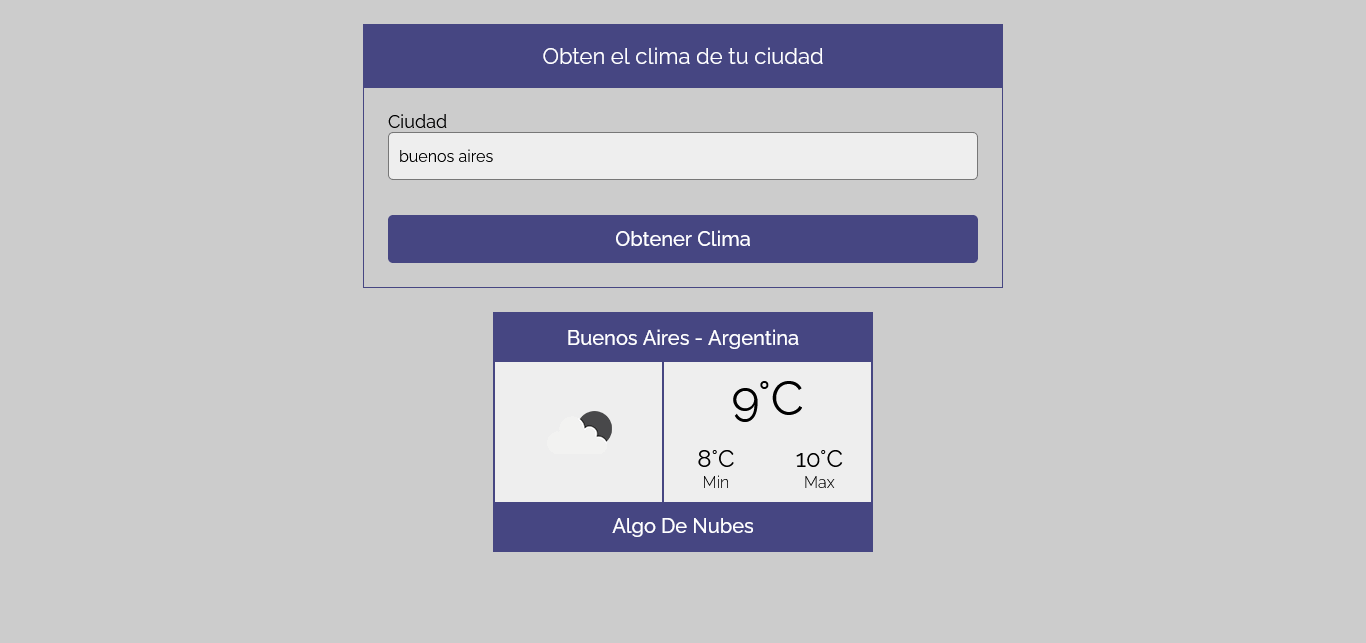 Obten el clima de tu ciudad
Ciudad
buenos aires
Obtener Clima
Buenos Aires - Argentina
9°C
8°C 10°C
Min Max
Algo De Nubes